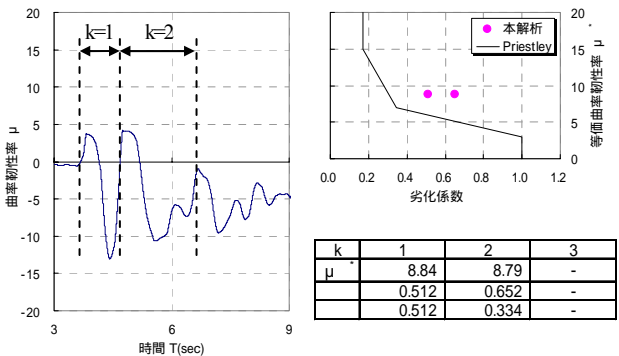 20
15
10
5
0
-5
-10
-15
-20
k=1
k=2
曲率靭性率 μ
3
6
9
時間 T(sec)
本解析
Priestley
20
15
10
5
0
等価曲率靭性率 μ*
0.0 0.2 0.4 0.6 0.8 1.0 1.2
劣化係数
k 1 2 3
μ* 8.84 8.79 -
0.512 0.652 -
0.512 0.334 -